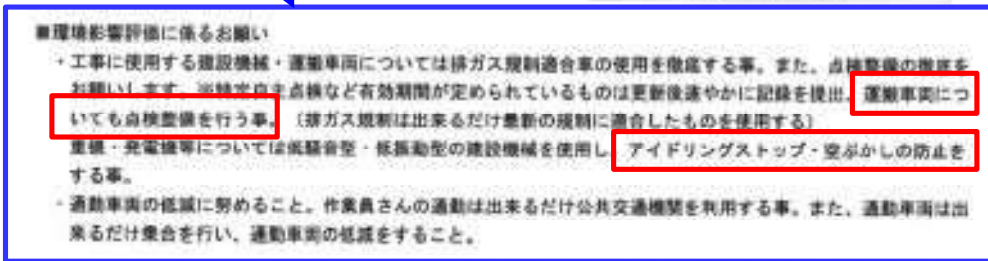 ■環境影響評価に係るお願い
・工事に使用する建設機械・運搬車両については排ガス規制適合車の使用を徹底する事。また、点検整備の徹底を
お願いします。※特定自主点検など有効期間が定められているものは更新後速やかに記録を提出。運搬車両につ
いても点検整備を行う事。（排ガス規制は出来るだけ最新の規制に適合したものを使用する）
重機・発電機等については低騒音型・低振動型の建設機械を使用し、アイドリングストップ・空ぶかしの防止を
する事。
・通勤車両の低減に努めること。作業員さんの通勤は出来るだけ公共交通機関を利用する事。また、通勤車両は出
来るだけ乗合を行い、通勤車両の低減をすること。